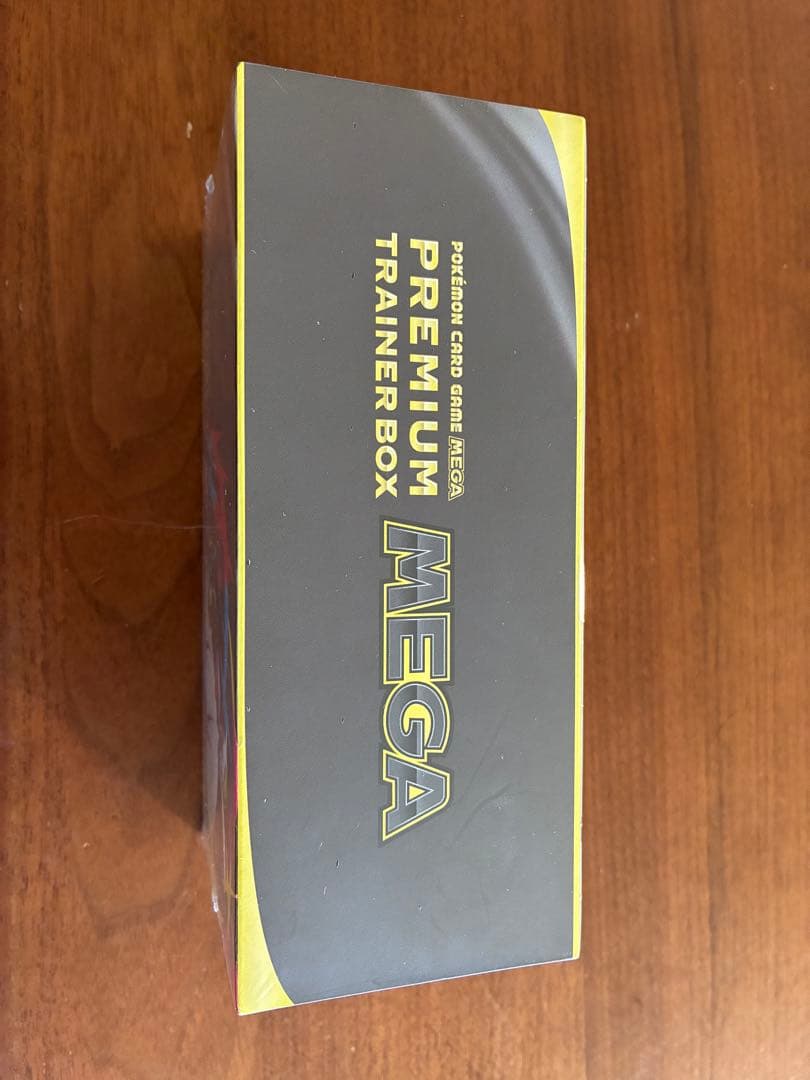 POKÉMON CARD GAME MEGA
PREMIUM
TRAINER BOX
MEGA